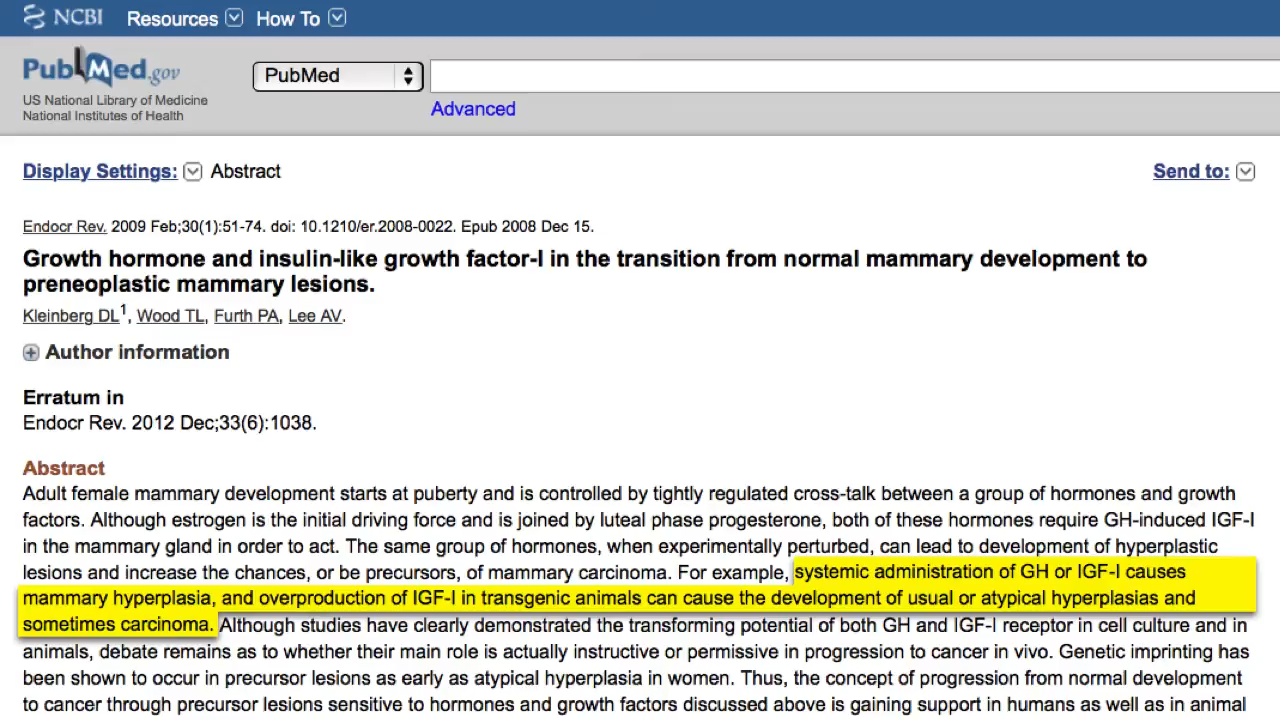 NCBI Resources How To
PubMed.gov
PubMed
US National Library of Medicine
National Institutes of Health
Advanced
Display Settings: Abstract
Send to:
Endocr Rev. 2009 Feb;30(1):51-74. doi: 10.1210/er.2008-0022. Epub 2008 Dec 15.
Growth hormone and insulin-like growth factor-I in the transition from normal mammary development to
preneoplastic mammary lesions.
Kleinberg DL1, Wood TL, Furth PA, Lee AV.
Author information
Erratum in
Endocr Rev. 2012 Dec;33(6):1038.
Abstract
Adult female mammary development starts at puberty and is controlled by tightly regulated cross-talk between a group of hormones and growth
factors. Although estrogen is the initial driving force and is joined by luteal phase progesterone, both of these hormones require GH-induced IGF-I
in the mammary gland in order to act. The same group of hormones, when experimentally perturbed, can lead to development of hyperplastic
lesions and increase the chances, or be precursors, of mammary carcinoma. For example, systemic administration of GH or IGF-I causes
mammary hyperplasia, and overproduction of IGF-I in transgenic animals can cause the development of usual or atypical hyperplasias and
sometimes carcinoma. Although studies have clearly demonstrated the transforming potential of both GH and IGF-I receptor in cell culture and in
animals, debate remains as to whether their main role is actually instructive or permissive in progression to cancer in vivo. Genetic imprinting has
been shown to occur in precursor lesions as early as atypical hyperplasia in women. Thus, the concept of progression from normal development
to cancer through precursor lesions sensitive to hormones and growth factors discussed above is gaining support in humans as well as in animal